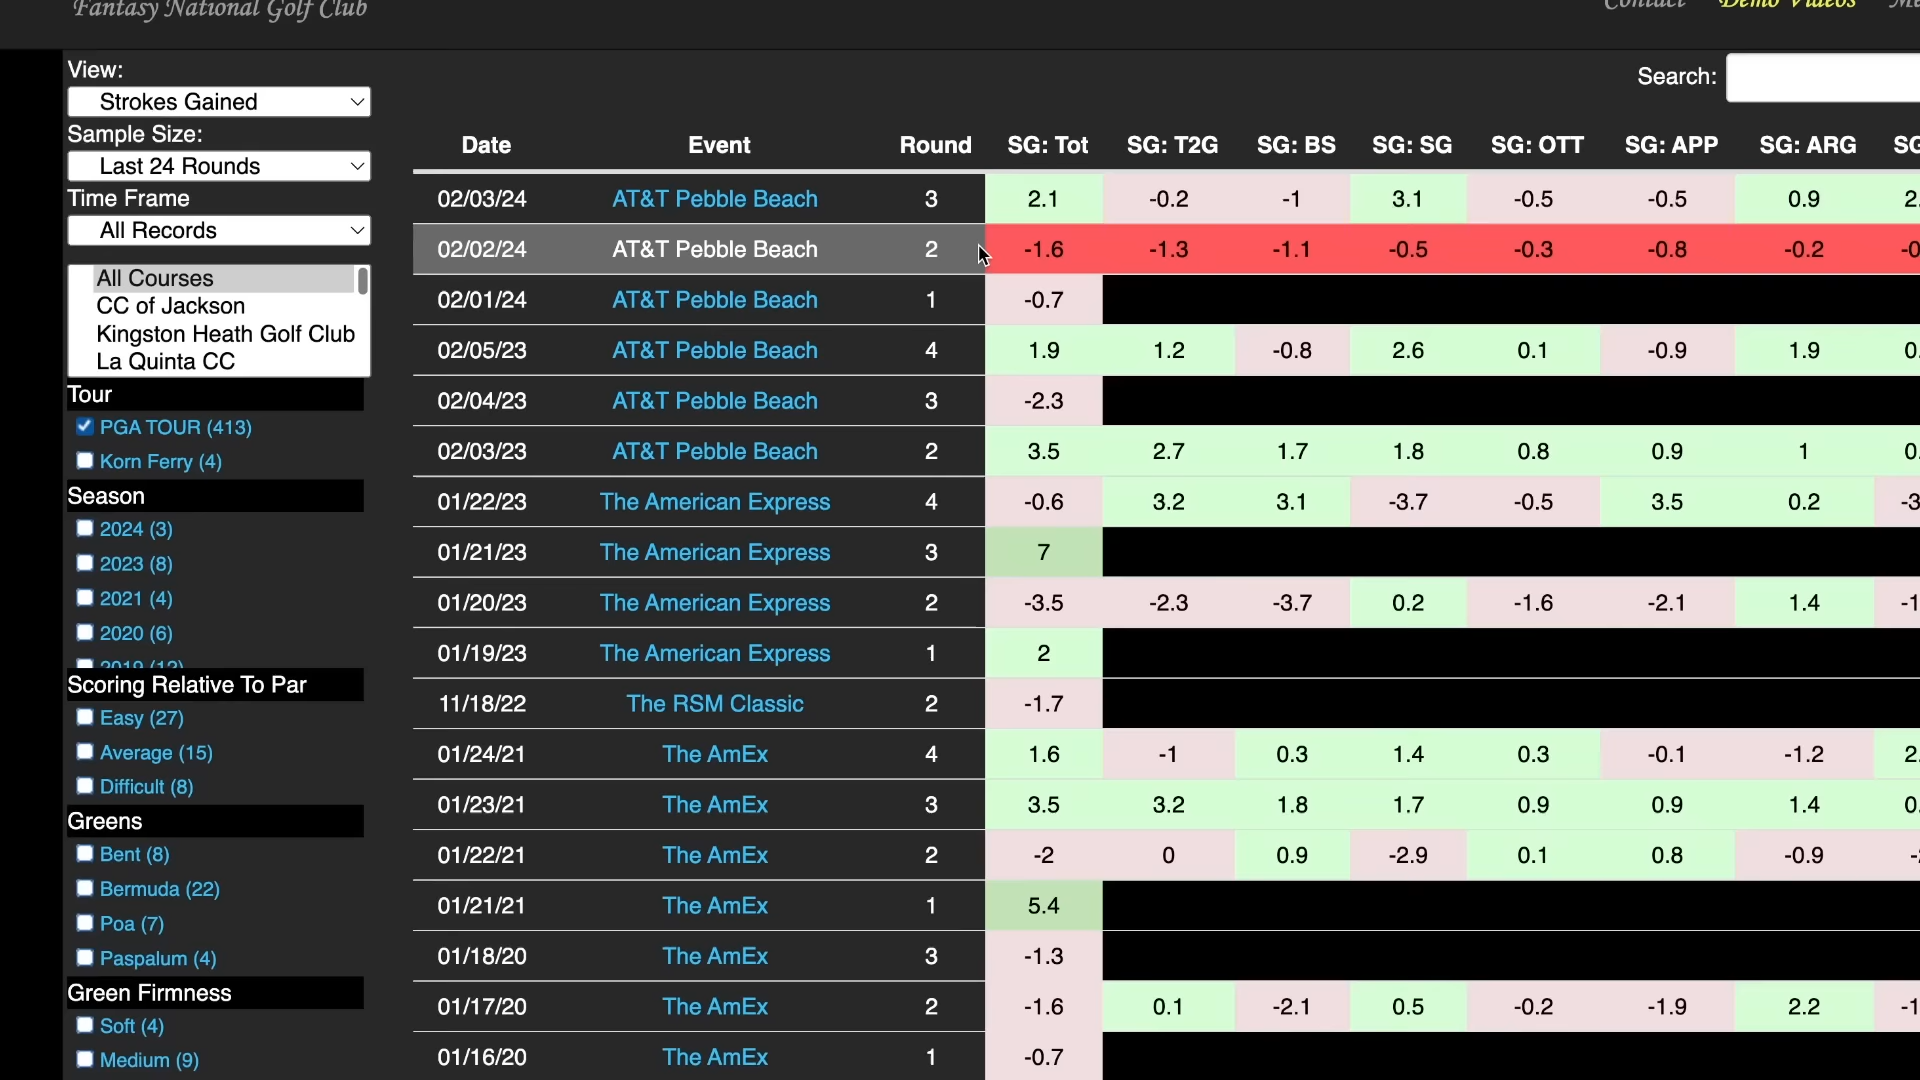 Fantasy National Golf Club
Contact Demo Videos
View:
Strokes Gained
Sample Size:
Last 24 Rounds
Time Frame
All Records
All Courses
CC of Jackson
Kingston Heath Golf Club
La Quinta CC
Tour
PGA TOUR (413)
Korn Ferry (4)
Season
2024 (3)
2023 (8)
2021 (4)
2020 (6)
2019 (12)
Scoring Relative To Par
Easy (27)
Average (15)
Difficult (8)
Greens
Bent (8)
Bermuda (22)
Poa (7)
Paspalum (4)
Green Firmness
Soft (4)
Medium (9)
Search:
Date Event Round SG: Tot SG: T2G SG: BS SG: SG SG: OTT SG: APP SG: ARG
02/03/24 AT&T Pebble Beach 3 2.1 -0.2 -1 3.1 -0.5 -0.5 0.9
02/02/24 AT&T Pebble Beach 2 -1.6 -1.3 -1.1 -0.5 -0.3 -0.8 -0.2
02/01/24 AT&T Pebble Beach 1 -0.7
02/05/23 AT&T Pebble Beach 4 1.9 1.2 -0.8 2.6 0.1 -0.9 1.9
02/04/23 AT&T Pebble Beach 3 -2.3
02/03/23 AT&T Pebble Beach 2 3.5 2.7 1.7 1.8 0.8 0.9 1
01/22/23 The American Express 4 -0.6 3.2 3.1 -3.7 -0.5 3.5 0.2
01/21/23 The American Express 3 7
01/20/23 The American Express 2 -3.5 -2.3 -3.7 0.2 -1.6 -2.1 1.4
01/19/23 The American Express 1 2
11/18/22 The RSM Classic 2 -1.7
01/24/21 The AmEx 4 1.6 -1 0.3 1.4 0.3 -0.1 -1.2
01/23/21 The AmEx 3 3.5 3.2 1.8 1.7 0.9 0.9 1.4
01/22/21 The AmEx 2 -2 0 0.9 -2.9 0.1 0.8 -0.9
01/21/21 The AmEx 1 5.4
01/18/20 The AmEx 3 -1.3
01/17/20 The AmEx 2 -1.6 0.1 -2.1 0.5 -0.2 -1.9 2.2
01/16/20 The AmEx 1 -0.7